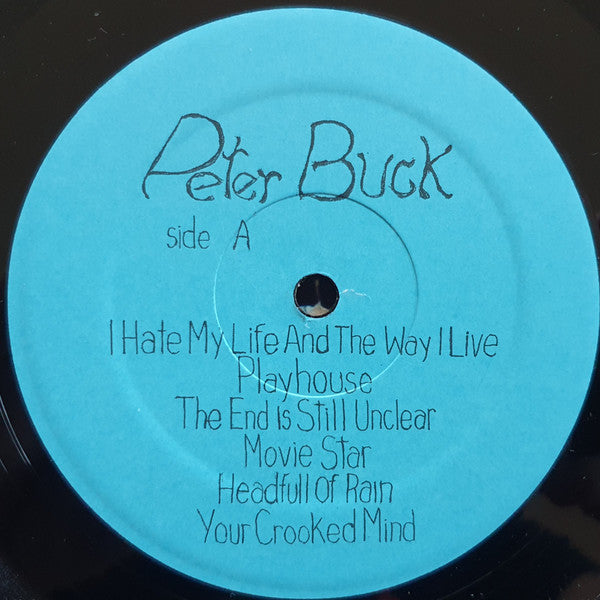 Peter Buck
side A
I Hate My Life And The Way I Live
Playhouse
The End Is Still Unclear
Movie Star
Headfull Of Rain
Your Crooked Mind